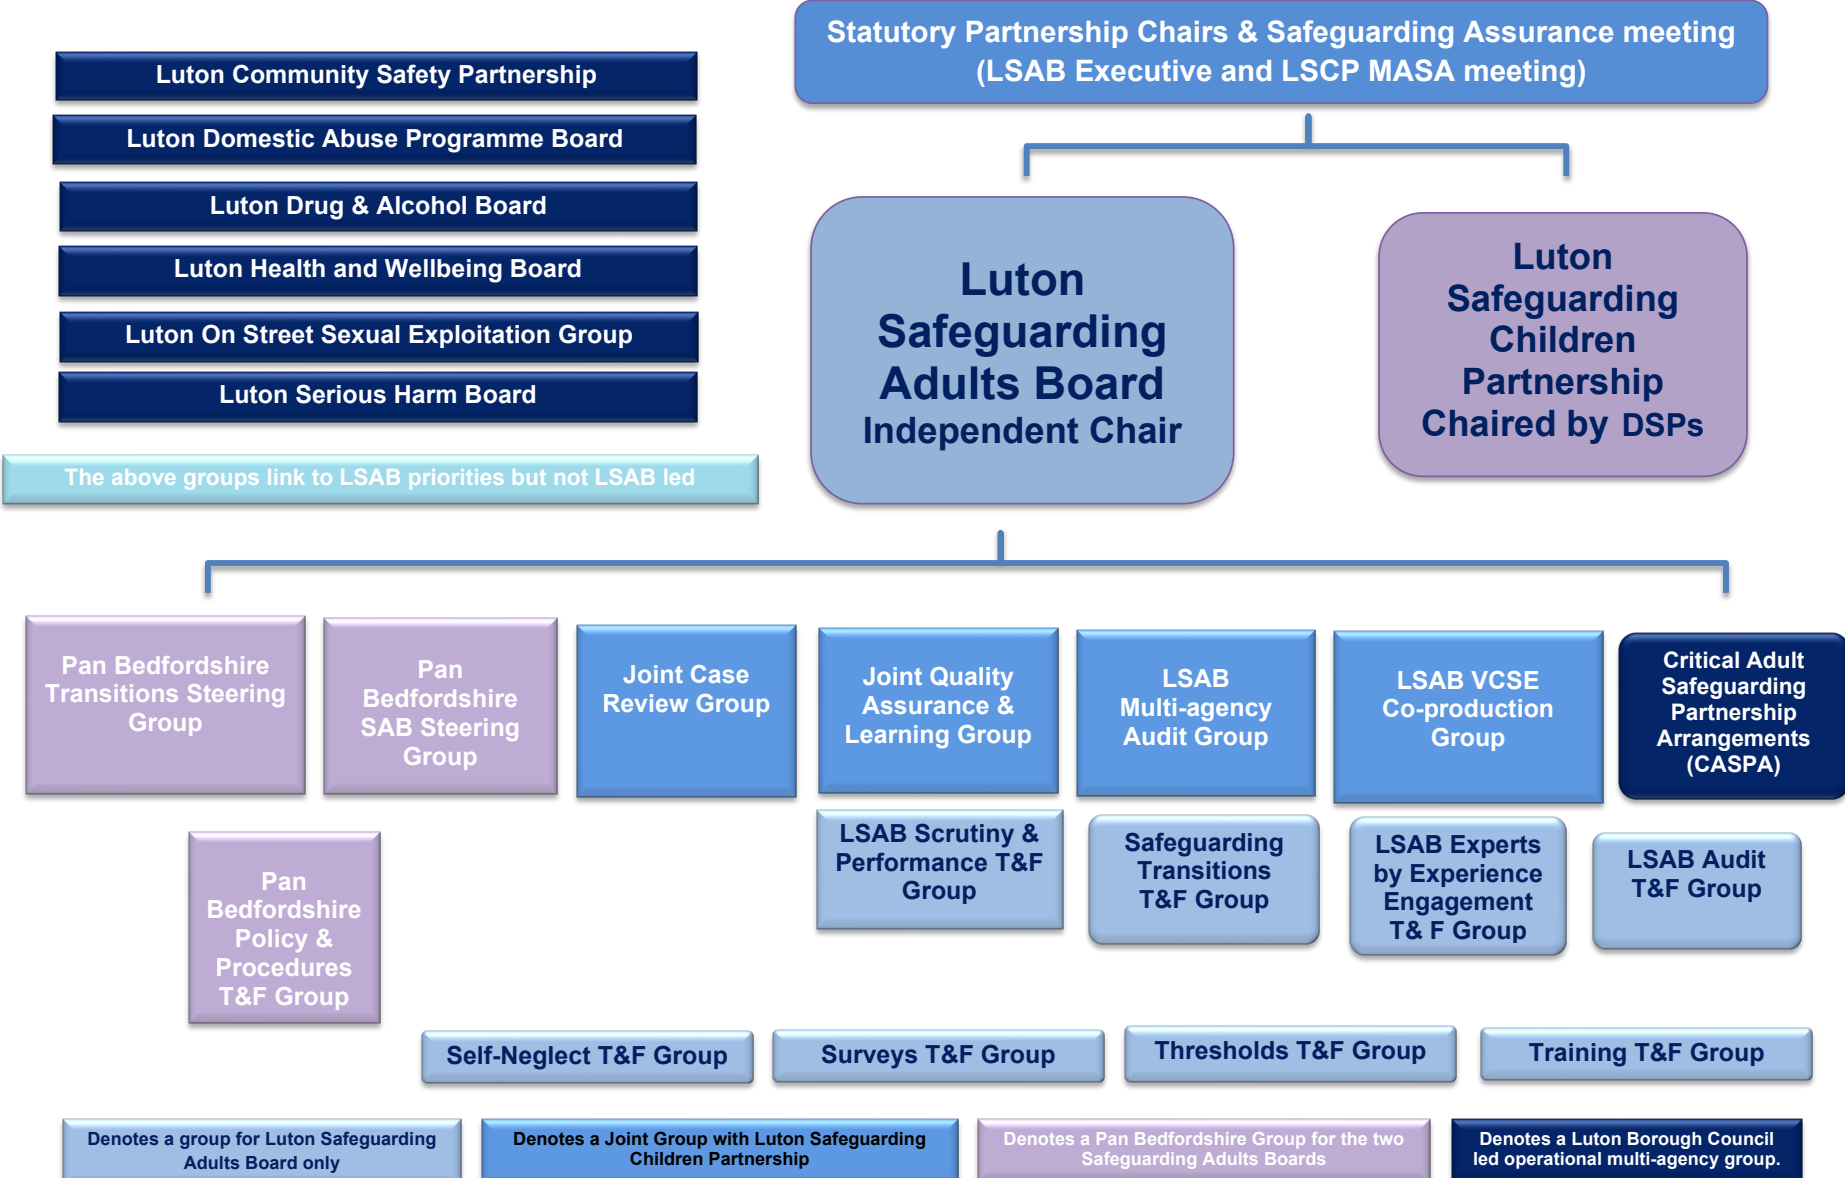 Statutory Partnership Chairs & Safeguarding Assurance meeting
(LSAB Executive and LSCP MASA meeting)
Luton Community Safety Partnership
Luton Domestic Abuse Programme Board
Luton Drug & Alcohol Board
Luton Health and Wellbeing Board
Luton On Street Sexual Exploitation Group
Luton Serious Harm Board
The above groups link to LSAB priorities but not LSAB led
Luton
Safeguarding
Adults Board
Independent Chair
Luton
Safeguarding
Children
Partnership
Chaired by DSPs
Pan Bedfordshire
Transitions Steering
Group
Pan
Bedfordshire
SAB Steering
Group
Joint Case
Review Group
Joint Quality
Assurance &
Learning Group
LSAB
Multi-agency
Audit Group
LSAB VCSE
Co-production
Group
Critical Adult
Safeguarding
Partnership
Arrangements
(CASPA)
Pan
Bedfordshire
Policy &
Procedures
T&F Group
LSAB Scrutiny &
Performance T&F
Group
Safeguarding
Transitions
T&F Group
LSAB Experts
by Experience
Engagement
T& F Group
LSAB Audit
T&F Group
Self-Neglect T&F Group
Surveys T&F Group
Thresholds T&F Group
Training T&F Group
Denotes a group for Luton Safeguarding
Adults Board only
Denotes a Joint Group with Luton Safeguarding
Children Partnership
Denotes a Pan Bedfordshire Group for the two
Safeguarding Adults Boards
Denotes a Luton Borough Council
led operational multi-agency group.